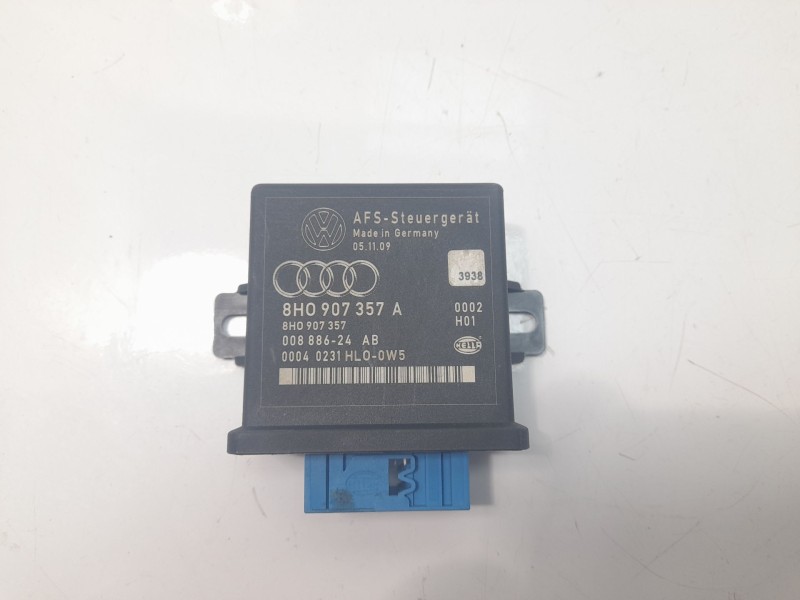 AFS-Steuergerät
Made in Germany
05.11.09
3938
8H0 907 357 A
8H0 907 357
008 886-24 AB
0004 0231 HL0-0W5
0002
H01
HELLA